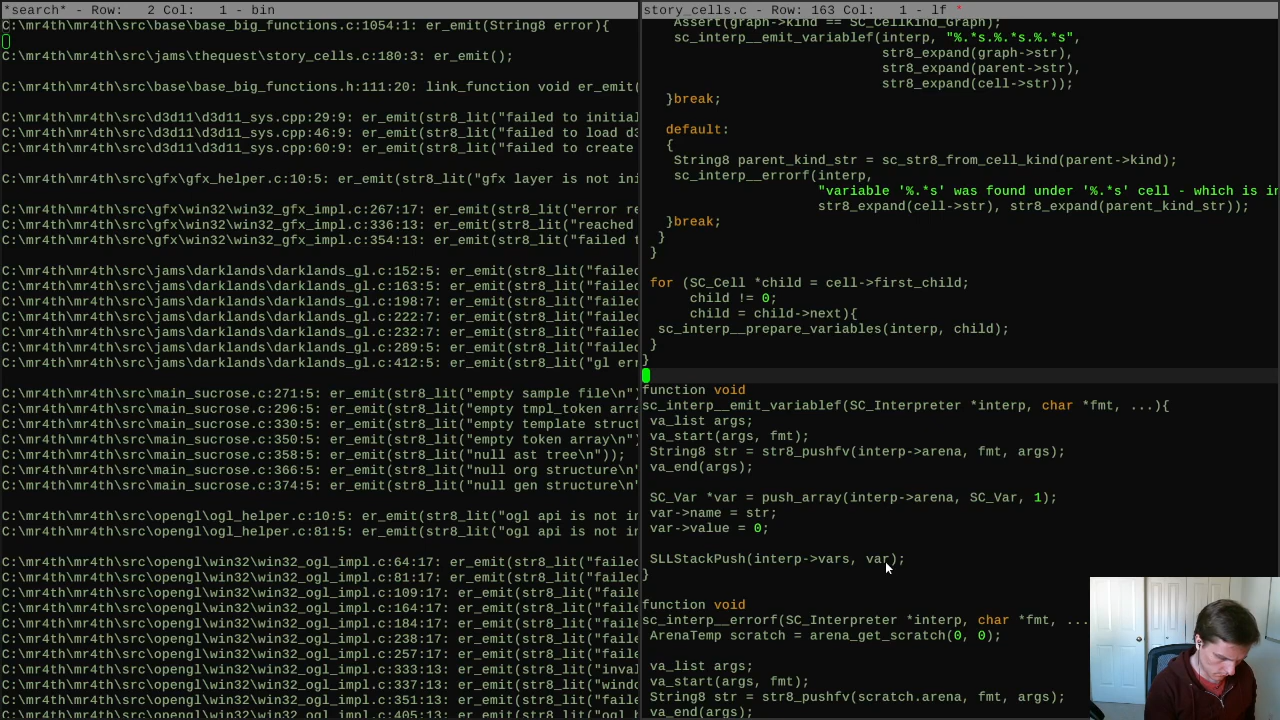 *search* - Row:   2 Col:   1 - bin
C:\mr4th\mr4th\src\base\base_big_functions.c:1054:1: er_emit(String8 error){
C:\mr4th\mr4th\src\jams\thequest\story_cells.c:180:3: er_emit();
C:\mr4th\mr4th\src\base\base_big_functions.h:111:20: link_function void er_emit(
C:\mr4th\mr4th\src\d3d11\d3d11_sys.cpp:29:9: er_emit(str8_lit("failed to initial
C:\mr4th\mr4th\src\d3d11\d3d11_sys.cpp:46:9: er_emit(str8_lit("failed to load d3
C:\mr4th\mr4th\src\d3d11\d3d11_sys.cpp:60:9: er_emit(str8_lit("failed to create
C:\mr4th\mr4th\src\gfx\gfx_helper.c:10:5: er_emit(str8_lit("gfx layer is not ini
C:\mr4th\mr4th\src\gfx\win32\win32_gfx_impl.c:267:17: er_emit(str8_lit("error re
C:\mr4th\mr4th\src\gfx\win32\win32_gfx_impl.c:336:13: er_emit(str8_lit("reached
C:\mr4th\mr4th\src\gfx\win32\win32_gfx_impl.c:354:13: er_emit(str8_lit("failed t
C:\mr4th\mr4th\src\jams\darklands\darklands_gl.c:152:5: er_emit(str8_lit("failed
C:\mr4th\mr4th\src\jams\darklands\darklands_gl.c:163:5: er_emit(str8_lit("failed
C:\mr4th\mr4th\src\jams\darklands\darklands_gl.c:198:7: er_emit(str8_lit("failed
C:\mr4th\mr4th\src\jams\darklands\darklands_gl.c:222:7: er_emit(str8_lit("failed
C:\mr4th\mr4th\src\jams\darklands\darklands_gl.c:232:7: er_emit(str8_lit("failed
C:\mr4th\mr4th\src\jams\darklands\darklands_gl.c:289:5: er_emit(str8_lit("failed
C:\mr4th\mr4th\src\jams\darklands\darklands_gl.c:412:5: er_emit(str8_lit("gl err
C:\mr4th\mr4th\src\main_sucrose.c:271:5: er_emit(str8_lit("empty sample file\n")
C:\mr4th\mr4th\src\main_sucrose.c:296:5: er_emit(str8_lit("empty tmpl_token arra
C:\mr4th\mr4th\src\main_sucrose.c:330:5: er_emit(str8_lit("empty template struct
C:\mr4th\mr4th\src\main_sucrose.c:350:5: er_emit(str8_lit("empty token array\n")
C:\mr4th\mr4th\src\main_sucrose.c:358:5: er_emit(str8_lit("null ast tree\n"));
C:\mr4th\mr4th\src\main_sucrose.c:366:5: er_emit(str8_lit("null org structure\n"
C:\mr4th\mr4th\src\main_sucrose.c:374:5: er_emit(str8_lit("null gen structure\n"
C:\mr4th\mr4th\src\opengl\ogl_helper.c:10:5: er_emit(str8_lit("ogl api is not in
C:\mr4th\mr4th\src\opengl\ogl_helper.c:81:5: er_emit(str8_lit("ogl api is not in
C:\mr4th\mr4th\src\opengl\win32\win32_ogl_impl.c:64:17: er_emit(str8_lit("failed
C:\mr4th\mr4th\src\opengl\win32\win32_ogl_impl.c:81:17: er_emit(str8_lit("failed
C:\mr4th\mr4th\src\opengl\win32\win32_ogl_impl.c:109:17: er_emit(str8_lit("faile
C:\mr4th\mr4th\src\opengl\win32\win32_ogl_impl.c:164:17: er_emit(str8_lit("faile
C:\mr4th\mr4th\src\opengl\win32\win32_ogl_impl.c:184:17: er_emit(str8_lit("faile
C:\mr4th\mr4th\src\opengl\win32\win32_ogl_impl.c:238:17: er_emit(str8_lit("faile
C:\mr4th\mr4th\src\opengl\win32\win32_ogl_impl.c:257:17: er_emit(str8_lit("faile
C:\mr4th\mr4th\src\opengl\win32\win32_ogl_impl.c:333:13: er_emit(str8_lit("inval
C:\mr4th\mr4th\src\opengl\win32\win32_ogl_impl.c:337:13: er_emit(str8_lit("windo
C:\mr4th\mr4th\src\opengl\win32\win32_ogl_impl.c:351:13: er_emit(str8_lit("faile
C:\mr4th\mr4th\src\opengl\win32\win32_ogl_impl.c:405:13: er_emit(str8_lit("ogl
story_cells.c - Row: 163 Col:   1 - lf *
Assert(graph->kind == SC_CellKind_Graph);
sc_interp__emit_variablef(interp, "%.*s.%.*s.%.*s",
str8_expand(graph->str),
str8_expand(parent->str),
str8_expand(cell->str));
}break;
default:
{
String8 parent_kind_str = sc_str8_from_cell_kind(parent->kind);
sc_interp__errorf(interp,
"variable '%.*s' was found under '%.*s' cell - which is in
str8_expand(cell->str), str8_expand(parent_kind_str));
}break;
}
}
for (SC_Cell *child = cell->first_child;
child != 0;
child = child->next){
sc_interp__prepare_variables(interp, child);
}
}
function void
sc_interp__emit_variablef(SC_Interpreter *interp, char *fmt, ...){
va_list args;
va_start(args, fmt);
String8 str = str8_pushfv(interp->arena, fmt, args);
va_end(args);
SC_Var *var = push_array(interp->arena, SC_Var, 1);
var->name = str;
var->value = 0;
SLLStackPush(interp->vars, var);
}
function void
sc_interp__errorf(SC_Interpreter *interp, char *fmt, ...
ArenaTemp scratch = arena_get_scratch(0, 0);
va_list args;
va_start(args, fmt);
String8 str = str8_pushfv(scratch.arena, fmt, args);
va_end(args);